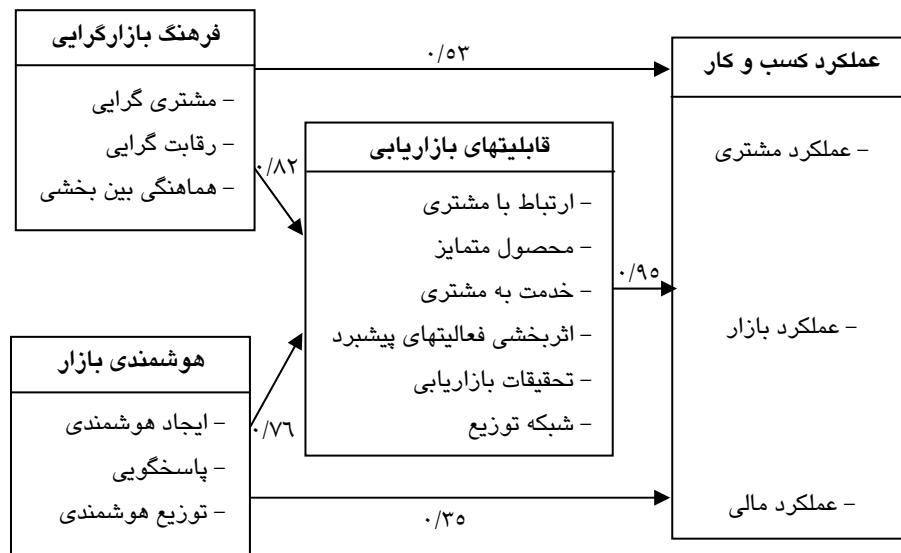 فرهنگ بازارگرایی
- مشتری گرایی
- رقابت گرایی
- هماهنگی بین بخشی
۰/۵۳
عملکرد کسب و کار
- عملکرد مشتری
- عملکرد بازار
- عملکرد مالی
۰/۸۲
قابلیتهای بازاریابی
- ارتباط با مشتری
- محصول متمایز
- خدمت به مشتری
- اثربخشی فعالیتهای پیشبرد
- تحقیقات بازاریابی
- شبکه توزیع
۰/۹۵
هوشمندی بازار
- ایجاد هوشمندی
- پاسخگویی
- توزیع هوشمندی
۰/۷۶
۰/۳۵